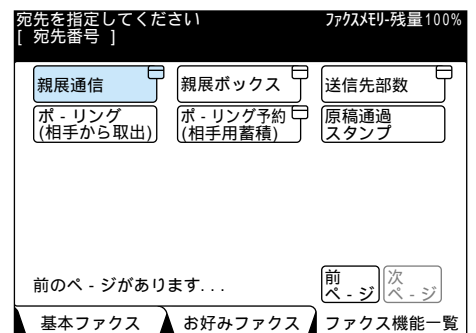 宛先を指定してください ファクスメモリー残量100%
[ 宛先番号 ]
親展通信 親展ボックス 送信先部数
ポ - リング ポ - リング予約 原稿通過
(相手から取出) (相手用蓄積) スタンプ
前のペ - ジがあります... 前 次
ペ - ジ ペ - ジ
基本ファクス お好みファクス ファクス機能一覧